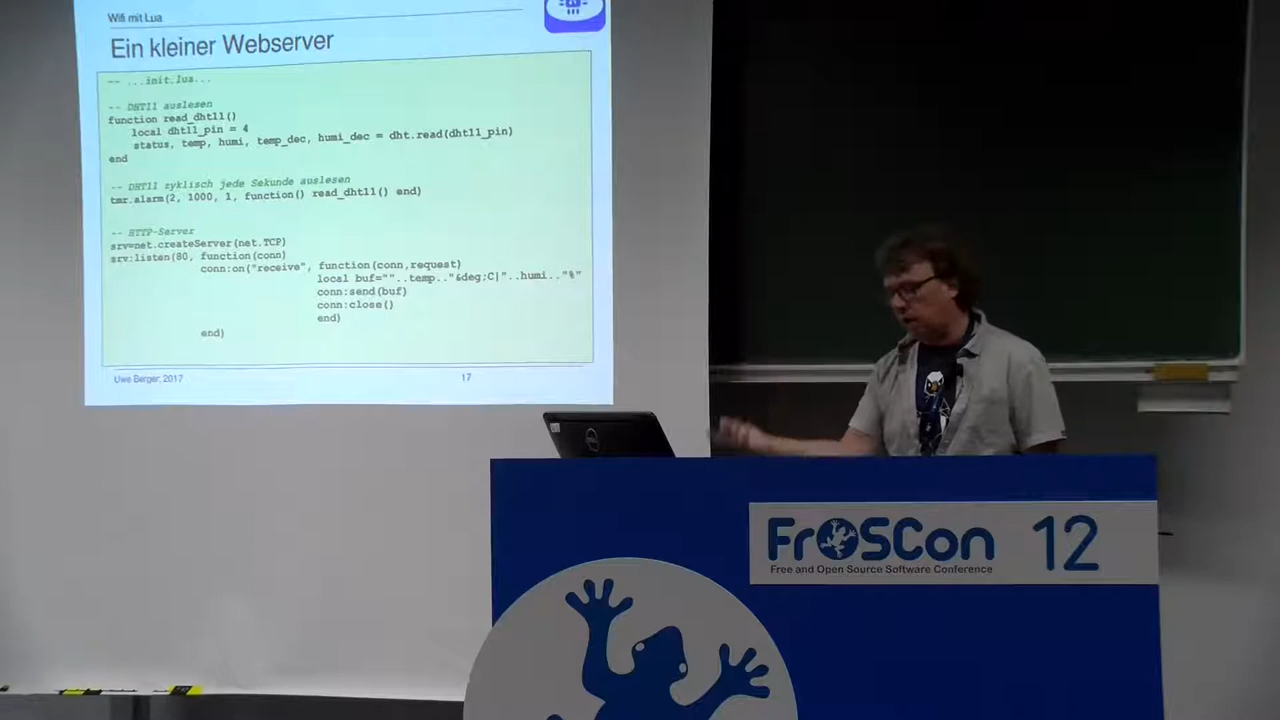 Wifi mit Lua
Ein kleiner Webserver
-- ...init.lua...
-- DHT11 auslesen
function read_dht11()
local dht11_pin = 4
status, temp, humi, temp_dec, humi_dec = dht.read(dht11_pin)
end
-- DHT11 zyklisch jede Sekunde auslesen
tmr.alarm(2, 1000, 1, function() read_dht11() end)
-- HTTP-Server
srv=net.createServer(net.TCP)
srv:listen(80, function(conn)
conn:on("receive", function(conn,request)
local buf=""..temp.."&deg;C|"..humi.."%"
conn:send(buf)
conn:close()
end)
end)
Uwe Berger, 2017
17
DELL
FrOSCon 12
Free and Open Source Software Conference